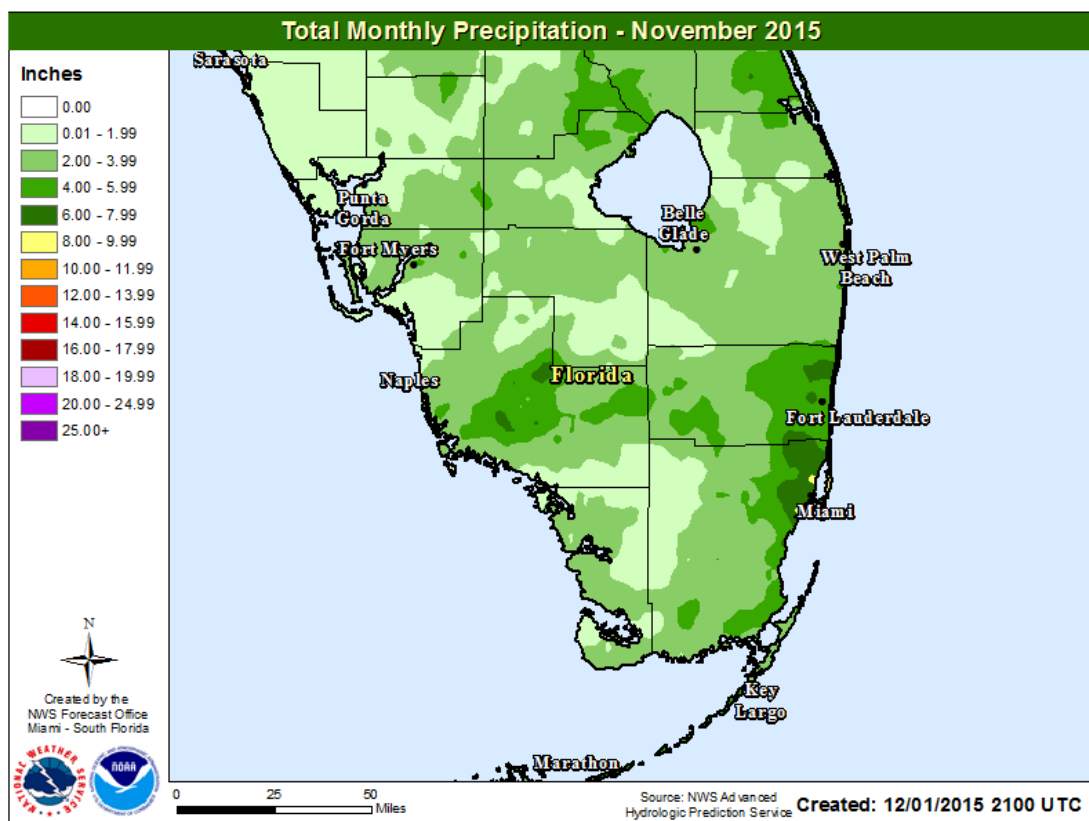 Total Monthly Precipitation - November 2015
Inches
0.00
0.01 - 1.99
2.00 - 3.99
4.00 - 5.99
6.00 - 7.99
8.00 - 9.99
10.00 - 11.99
12.00 - 13.99
14.00 - 15.99
16.00 - 17.99
18.00 - 19.99
20.00 - 24.99
25.00+
Sarasota
Punta
Gorda
Fort Myers
Belle
Glade
West Palm
Beach
Naples
Florida
Fort Lauderdale
Miami
Key
Largo
Marathon
N
Created by the
NWS Forecast Office
Miami - South Florida
NATIONAL WEATHER SERVICE
NOAA
0 25 50
Miles
Source: NWS Advanced
Hydrologic Prediction Service
Created: 12/01/2015 2100 UTC